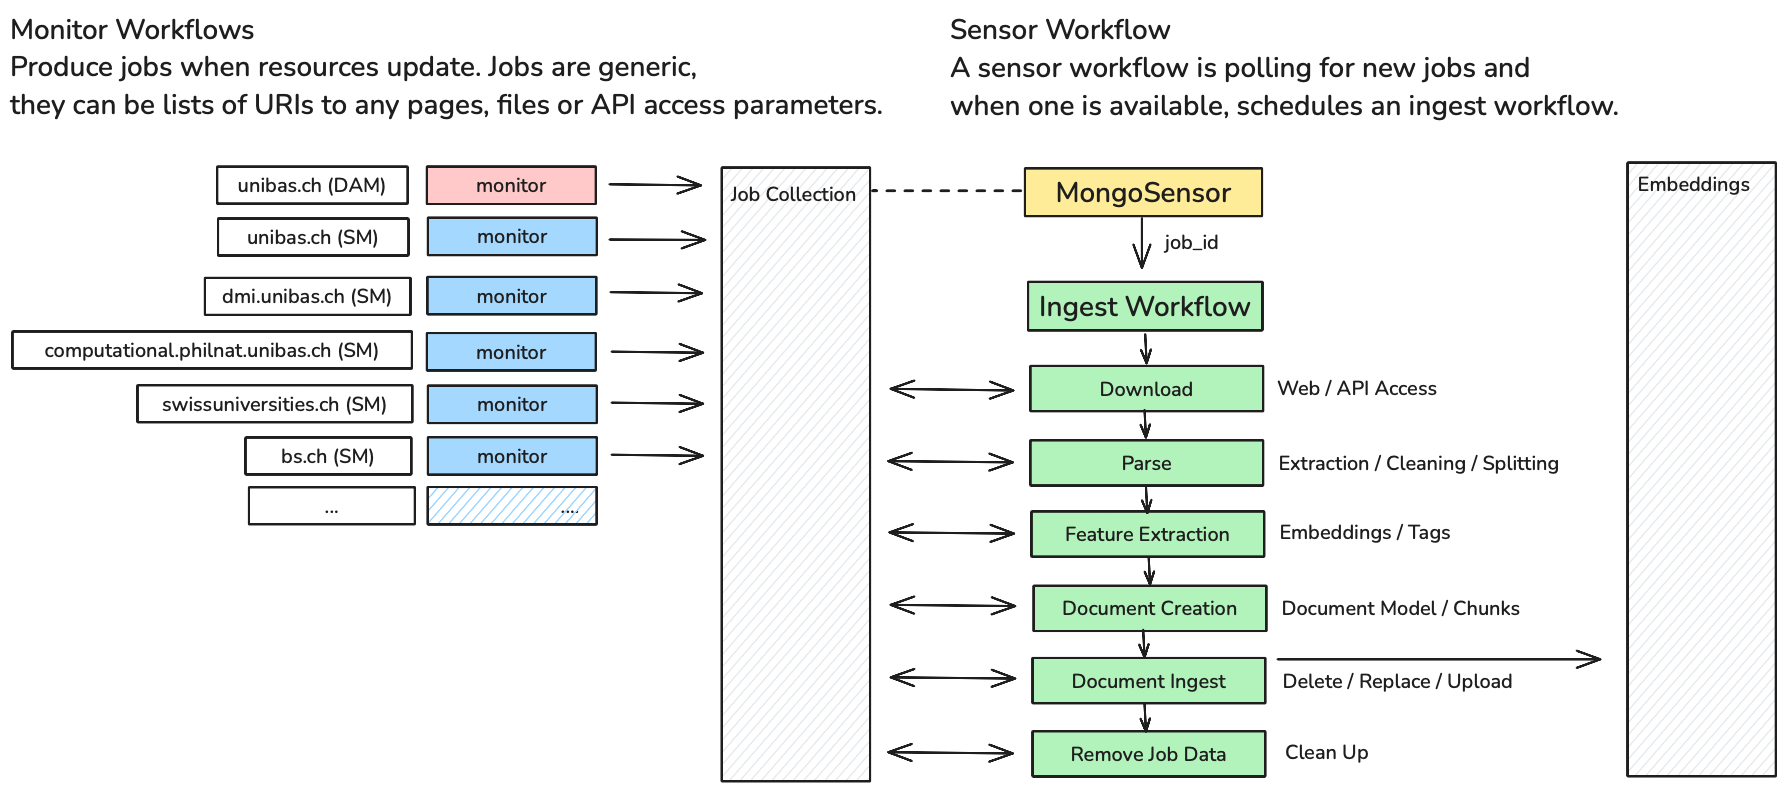 Monitor Workflows
Produce jobs when resources update. Jobs are generic,
they can be lists of URIs to any pages, files or API access parameters.
Sensor Workflow
A sensor workflow is polling for new jobs and
when one is available, schedules an ingest workflow.
unibas.ch (DAM)
monitor
unibas.ch (SM)
monitor
dmi.unibas.ch (SM)
monitor
computational.philnat.unibas.ch (SM)
monitor
swissuniversities.ch (SM)
monitor
bs.ch (SM)
monitor
...
....
Job Collection
MongoSensor
job_id
Ingest Workflow
Download
Web / API Access
Parse
Extraction / Cleaning / Splitting
Feature Extraction
Embeddings / Tags
Document Creation
Document Model / Chunks
Document Ingest
Delete / Replace / Upload
Remove Job Data
Clean Up
Embeddings